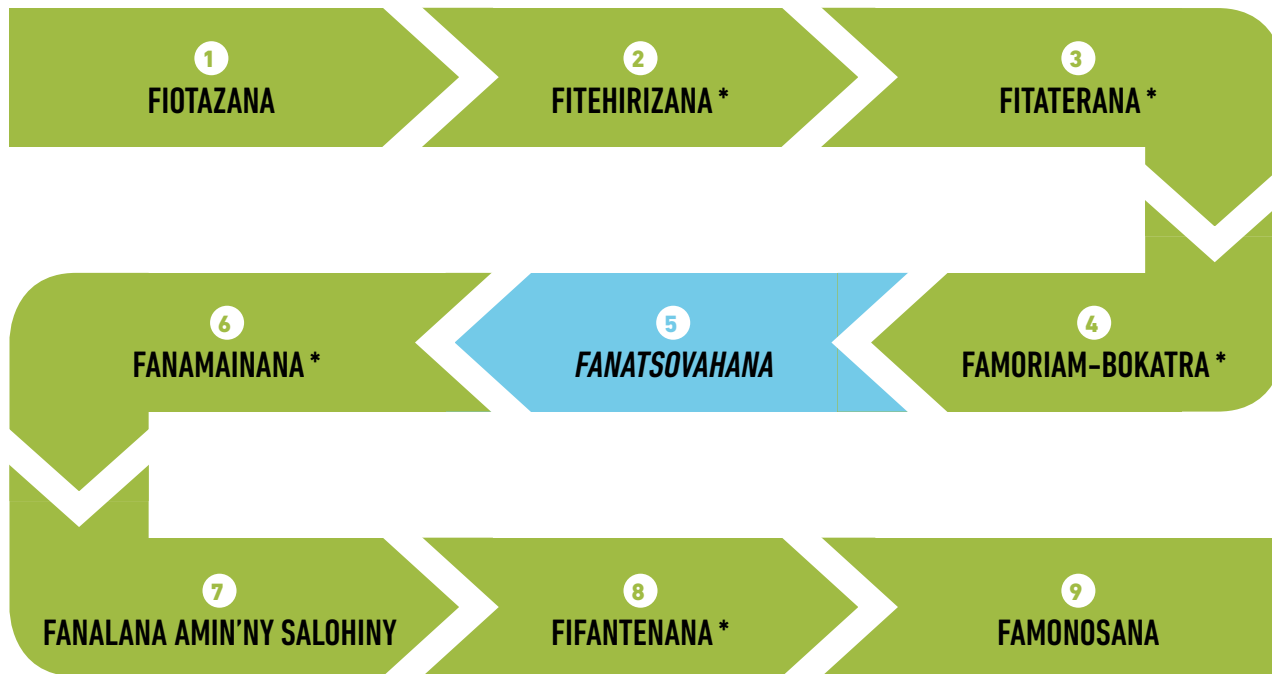 1
FIOTAZANA
2
FITEHIRIZANA *
3
FITATERANA *
4
FAMORIAM-BOKATRA *
5
FANATSOVAHANA
6
FANAMAINANA *
7
FANALANA AMIN'NY SALOHINY
8
FIFANTENANA *
9
FAMONOSANA